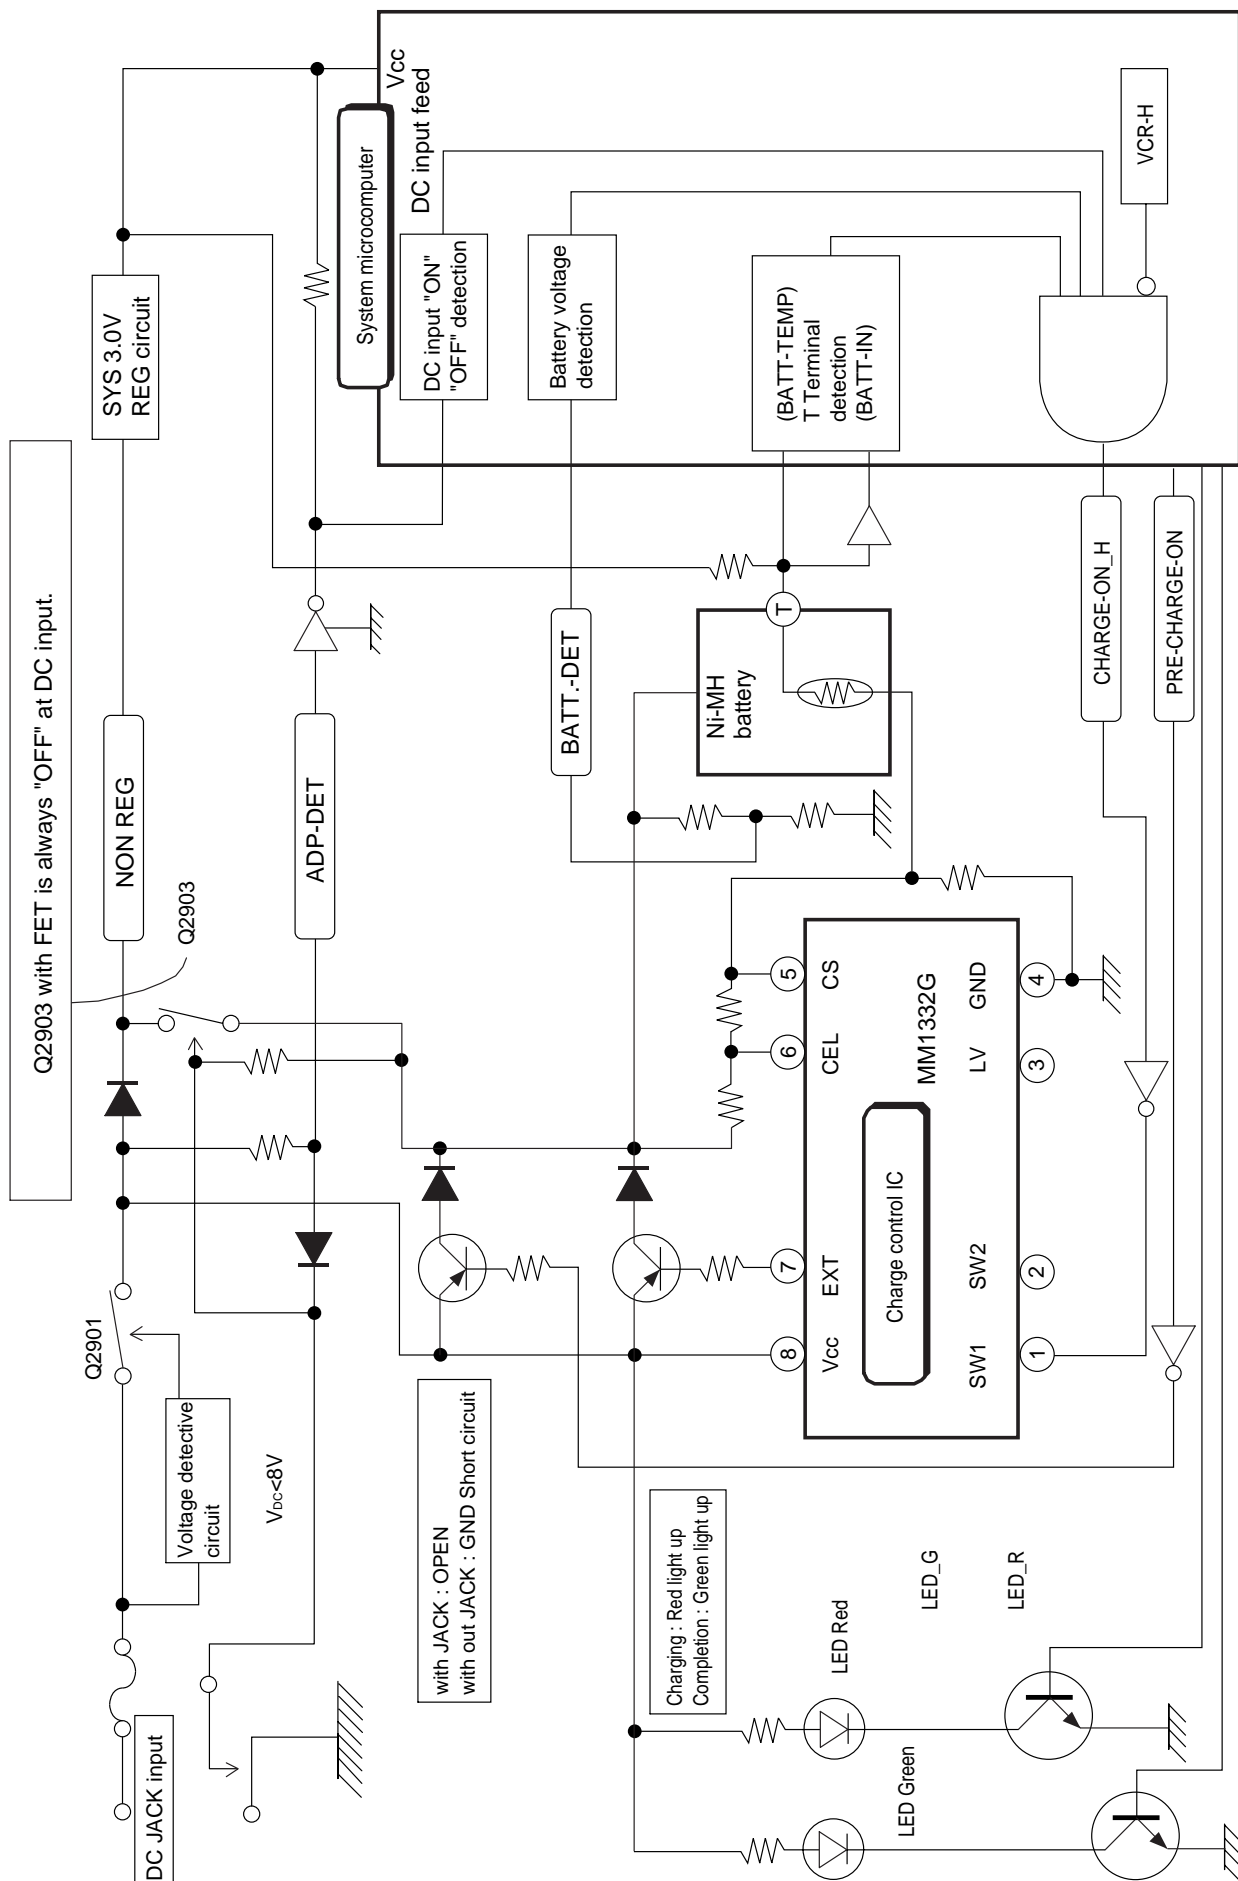 Q2903 with FET is always "OFF" at DC input.
DC JACK input
Voltage detective
circuit
Q2901
VDC<8V
Q2903
NON REG
ADP-DET
SYS 3.0V
REG circuit
System microcomputer
Vcc
DC input feed
DC input "ON"
"OFF" detection
Battery voltage
detection
(BATT-TEMP)
T Terminal
detection
(BATT-IN)
VCR-H
with JACK : OPEN
with out JACK : GND Short circuit
BATT.-DET
Ni-MH
battery
T
CHARGE-ON_H
PRE-CHARGE-ON
Charging : Red light up
Completion : Green light up
8
7
6
5
Vcc
EXT
CEL
CS
Charge control IC
MM1332G
SW1
SW2
LV
GND
1
2
3
4
LED Red
LED Green
LED_G
LED_R